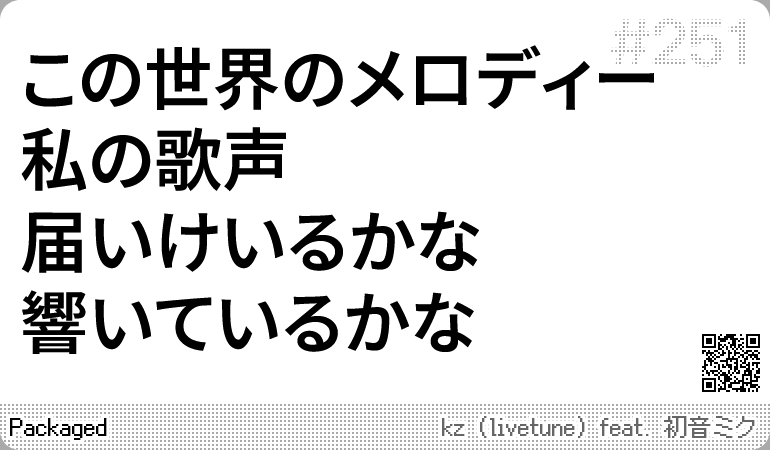 #251
この世界のメロディー
私の歌声
届いけいるかな
響いているかな
Packaged
kz（livetune）feat. 初音ミク